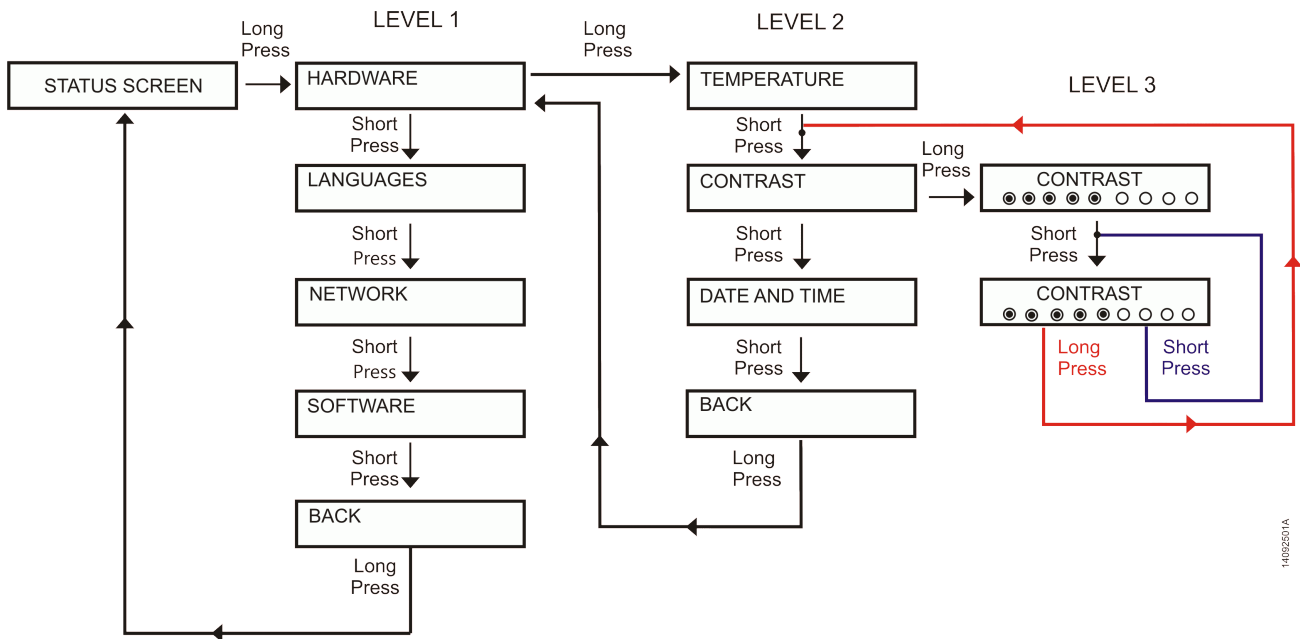 LEVEL 1
LEVEL 2
LEVEL 3
Long
Press
STATUS SCREEN
HARDWARE
Short
Press
LANGUAGES
Short
Press
NETWORK
Short
Press
SOFTWARE
Short
Press
BACK
Long
Press
Long
Press
TEMPERATURE
Short
Press
CONTRAST
Short
Press
DATE AND TIME
Short
Press
BACK
Long
Press
Long
Press
CONTRAST
Short
Press
CONTRAST
Long
Press
Short
Press
14092501A